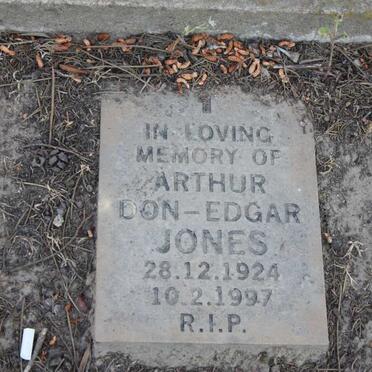 IN LOVING
MEMORY OF
ARTHUR
DON-EDGAR
JONES
28.12.1924
10.2.1997
R.I.P.